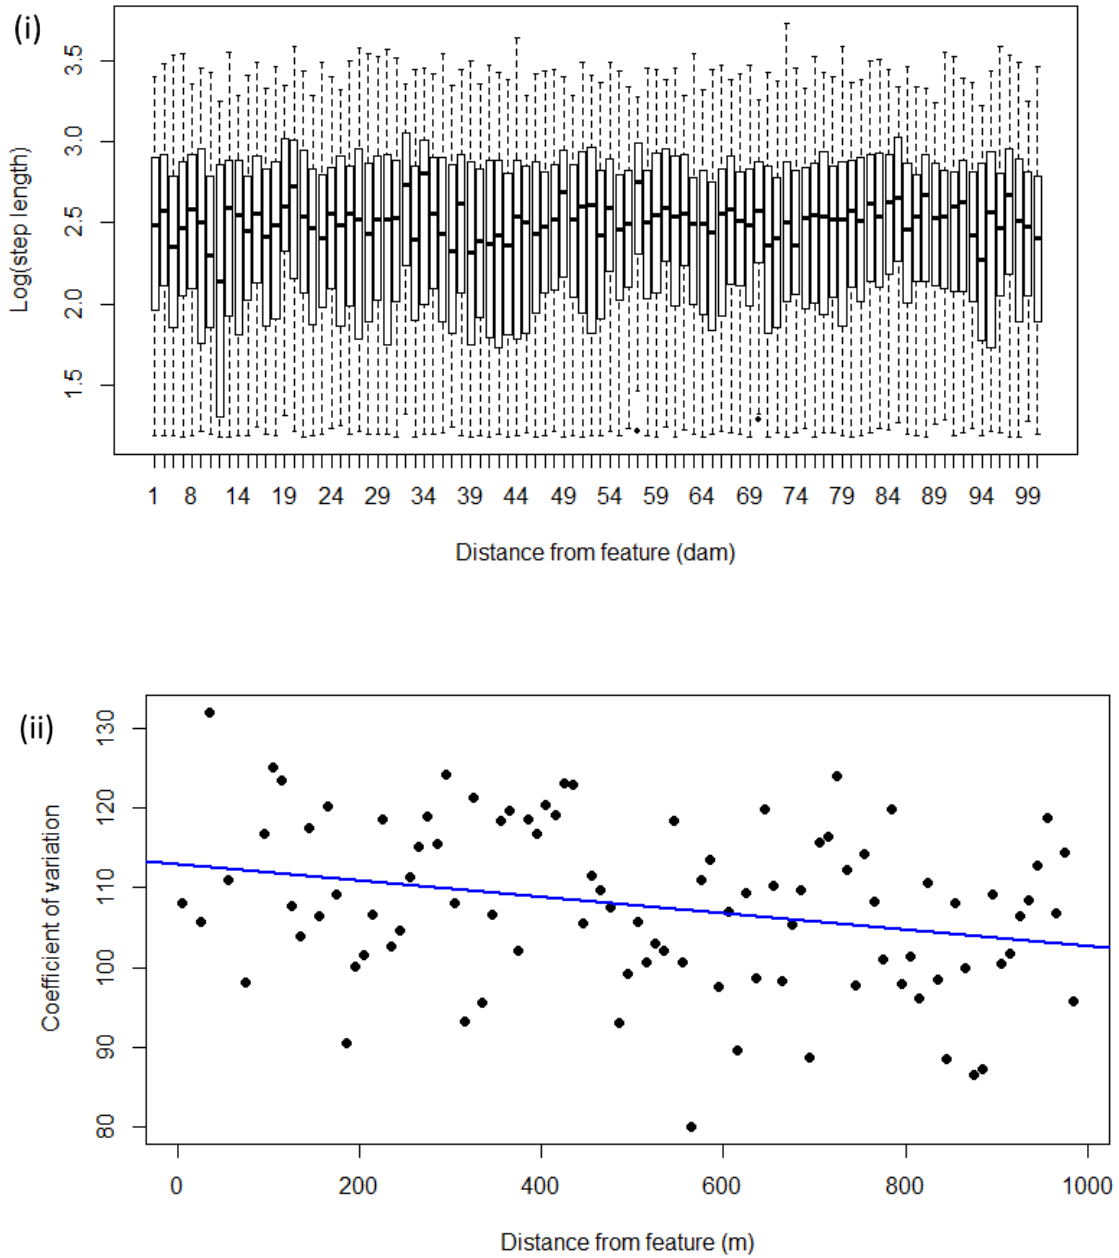 (i)
Log(step length)
3.5
3.0
2.5
2.0
1.5
1 8 14 19 24 29 34 39 44 49 54 59 64 69 74 79 84 89 94 99
Distance from feature (dam)
(ii)
Coefficient of variation
130
120
110
100
90
80
0 200 400 600 800 1000
Distance from feature (m)